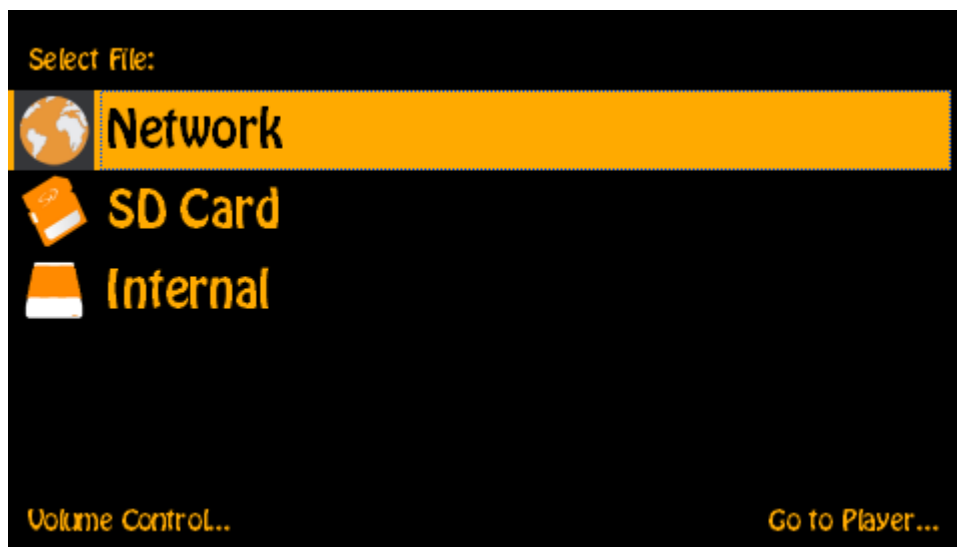 Select File:
Network
SD Card
Internal
Volume Control...
Go to Player...